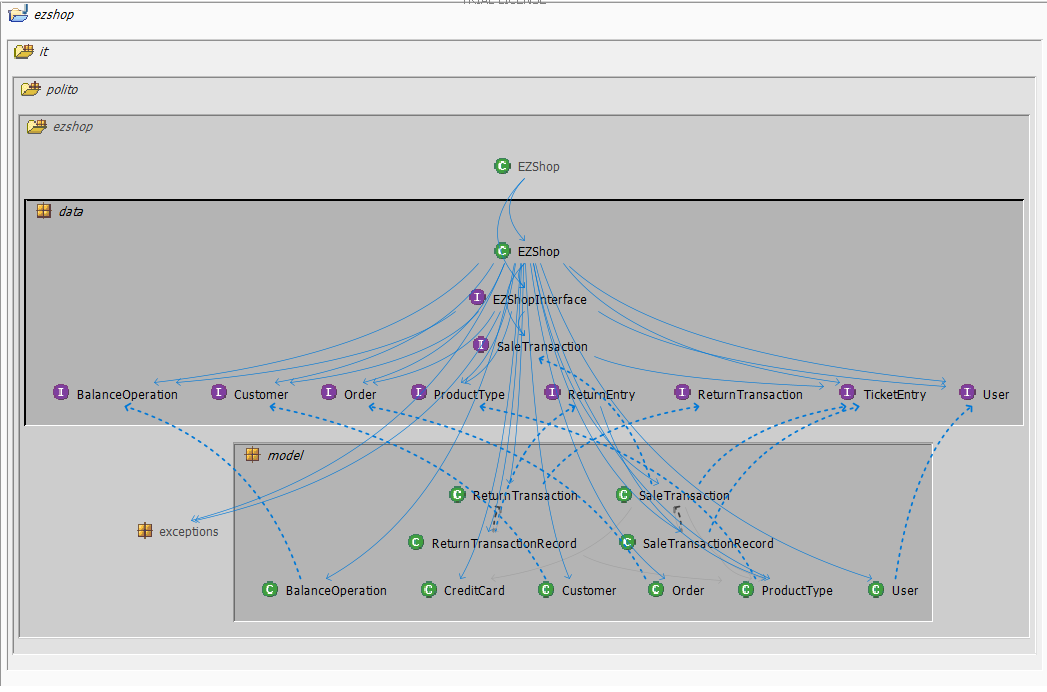 TRIAL LICENSE
ezshop
it
polito
ezshop
C EZShop
data
C EZShop
I EZShopInterface
I SaleTransaction
I BalanceOperation I Customer I Order I ProductType I ReturnEntry I ReturnTransaction I TicketEntry I User
model
C ReturnTransaction C SaleTransaction
exceptions
C ReturnTransactionRecord C SaleTransactionRecord
C BalanceOperation C CreditCard C Customer C Order C ProductType C User